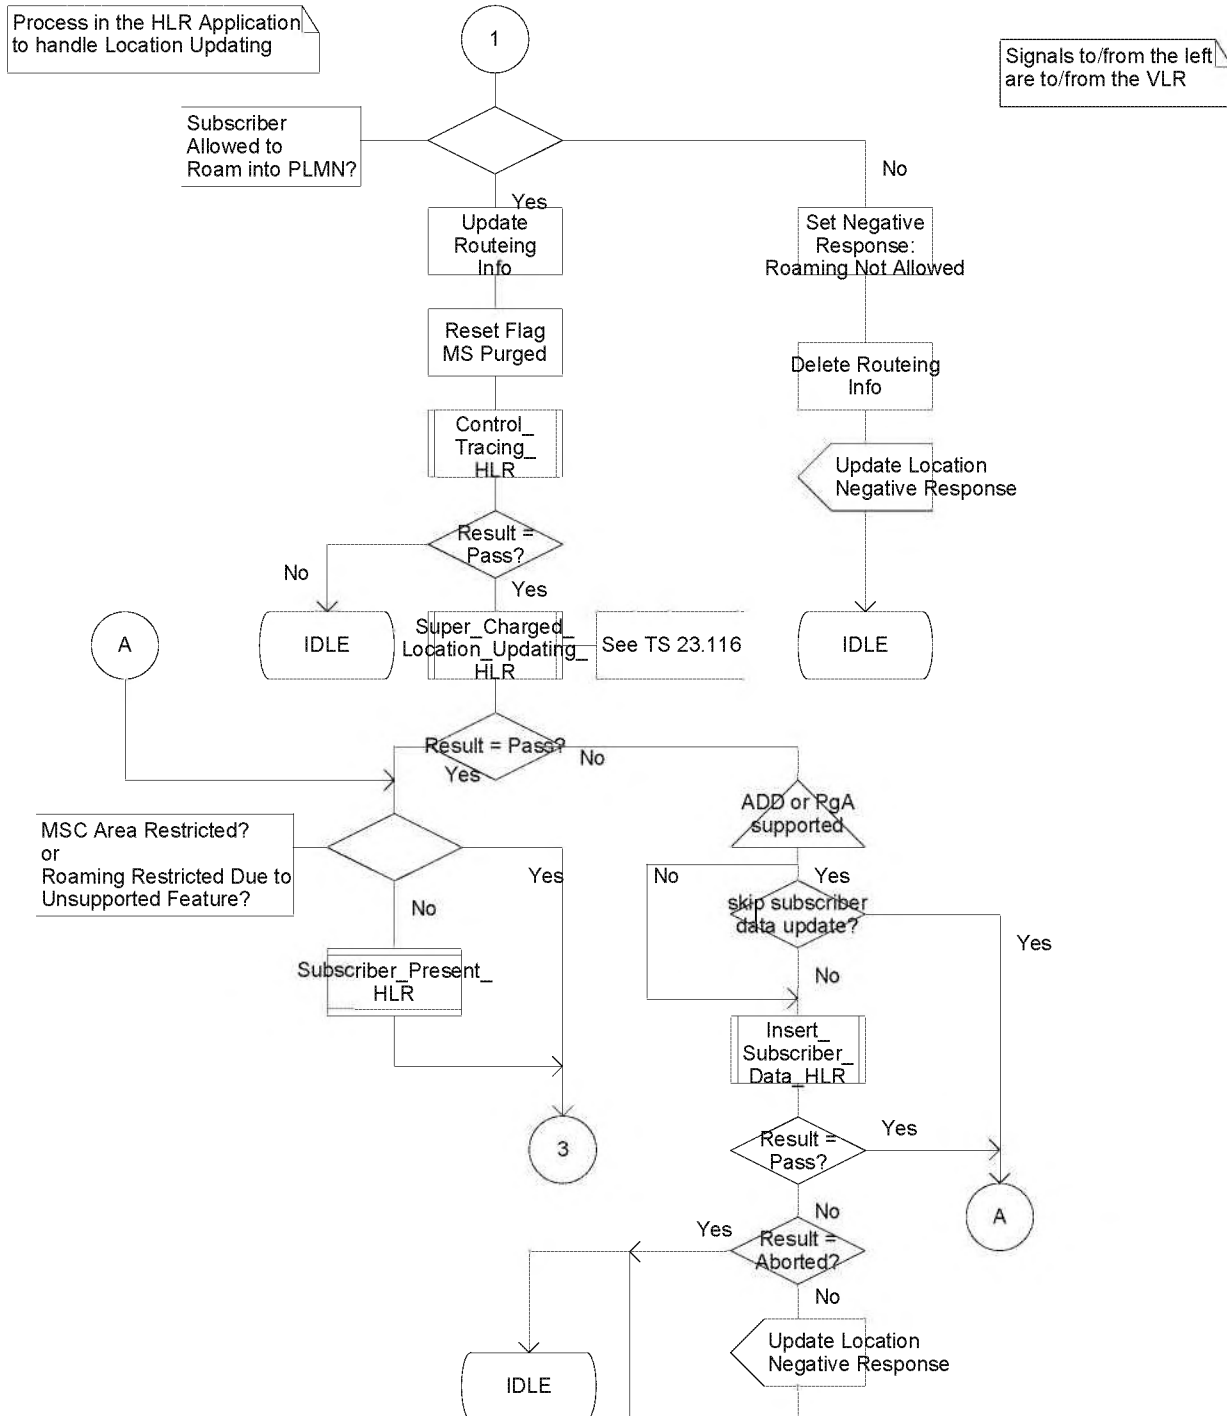 Process in the HLR Application
to handle Location Updating
1
Signals to/from the left
are to/from the VLR
Subscriber
Allowed to
Roam into PLMN?
No
Yes
Update
Routeing
Info
Set Negative
Response:
Roaming Not Allowed
Reset Flag
MS Purged
Delete Routeing
Info
Control_
Tracing_
HLR
Update Location
Negative Response
Result =
Pass?
No
Yes
A
IDLE
Super_Charged_
Location_Updating_
HLR
See TS 23.116
IDLE
Result = Pass?
Yes
No
ADD or PgA
supported
MSC Area Restricted?
or
Roaming Restricted Due to
Unsupported Feature?
Yes
No
No
Yes
skip subscriber
data update?
Yes
No
Subscriber_Present_
HLR
Insert_
Subscriber_
Data_HLR
3
Result =
Pass?
Yes
No
A
Yes
Result =
Aborted?
No
Update Location
Negative Response
IDLE